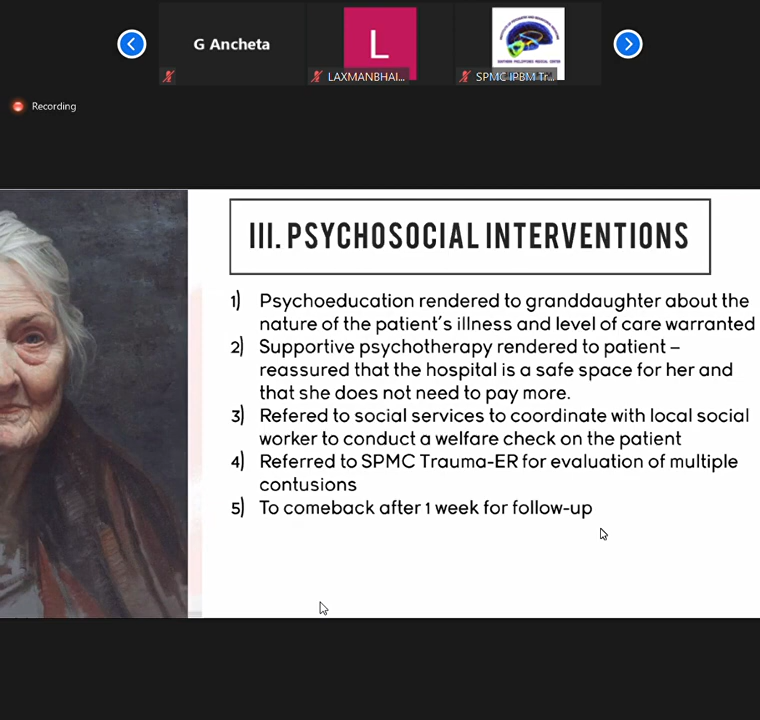 G Ancheta
L
LAXMANBHAI...
SPMC IPBM Tr...
Recording
III. PSYCHOSOCIAL INTERVENTIONS
1) Psychoeducation rendered to granddaughter about the
nature of the patient's illness and level of care warranted
2) Supportive psychotherapy rendered to patient –
reassured that the hospital is a safe space for her and
that she does not need to pay more.
3) Refered to social services to coordinate with local social
worker to conduct a welfare check on the patient
4) Referred to SPMC Trauma-ER for evaluation of multiple
contusions
5) To comeback after 1 week for follow-up